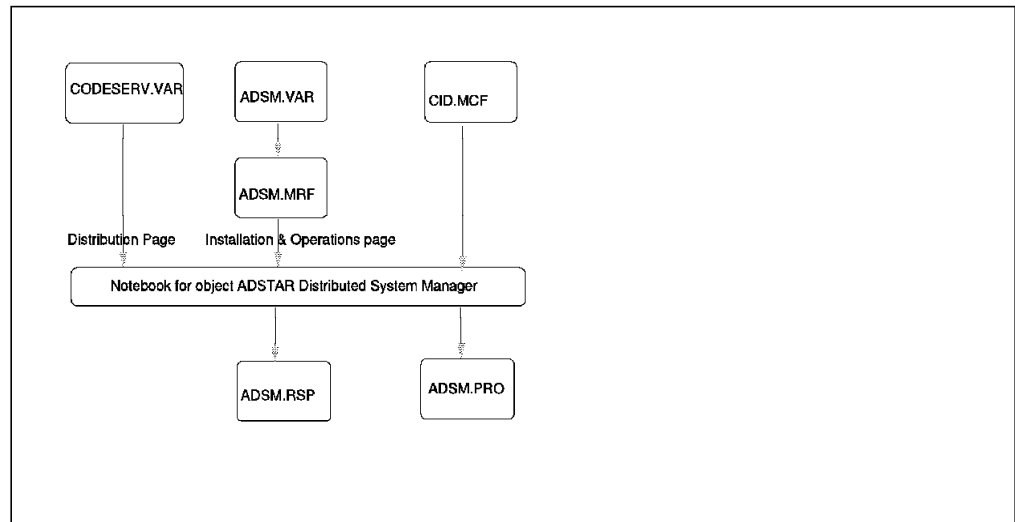 CODESERV.VAR
ADSM.VAR
CID.MCF
ADSM.MRF
Distribution Page
Installation & Operations page
Notebook for object ADSTAR Distributed System Manager
ADSM.RSP
ADSM.PRO